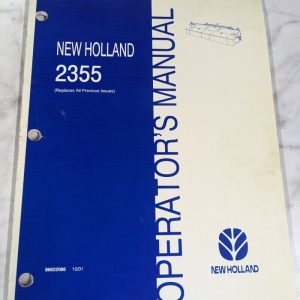 NEW HOLLAND
2355
(Replaces All Previous Issues)
OPERATOR'S MANUAL
86622086 10/01
NEW HOLLAND